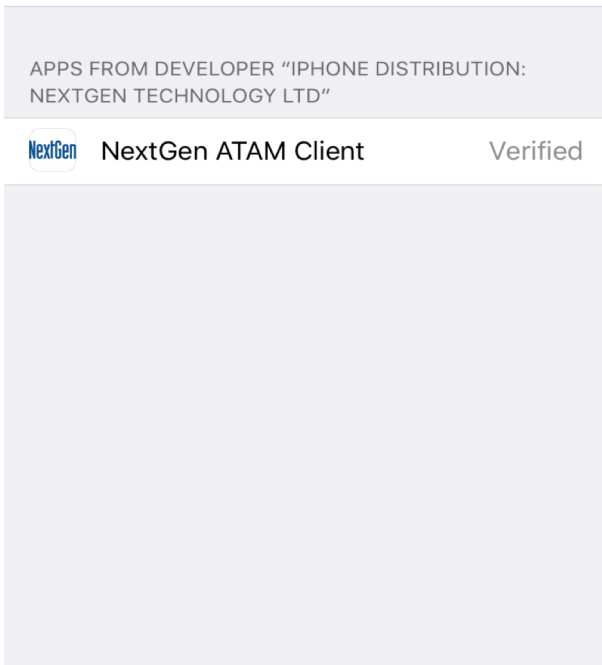 APPS FROM DEVELOPER “IPHONE DISTRIBUTION:
NEXTGEN TECHNOLOGY LTD”
NextGen NextGen ATAM Client Verified